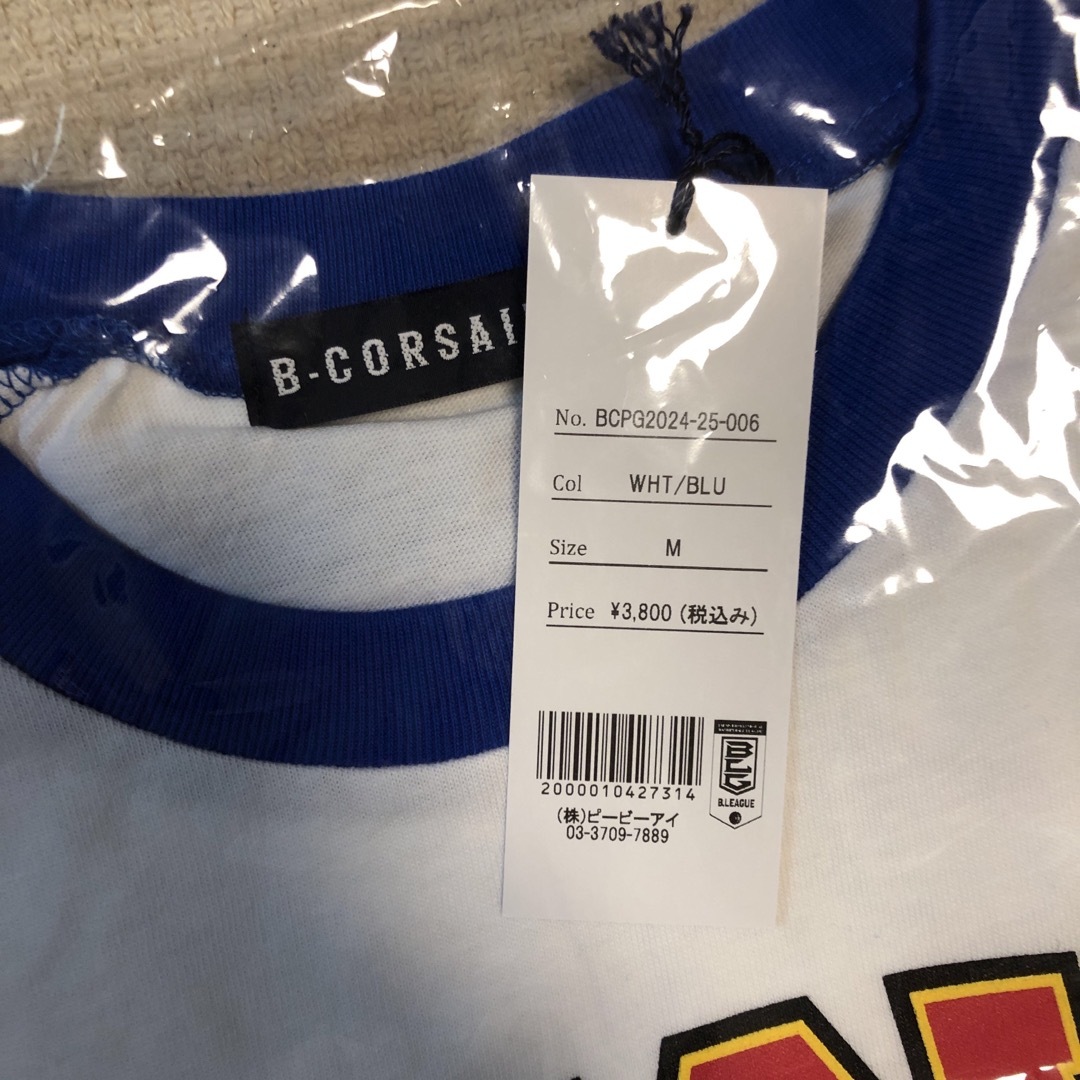 B-CORSAI
No. BCPG2024-25-006
Col WHT/BLU
Size M
Price ¥3,800 (税込み)
2000010427314
B.LEAGUE
(株)ピービーアイ
03-3709-7889